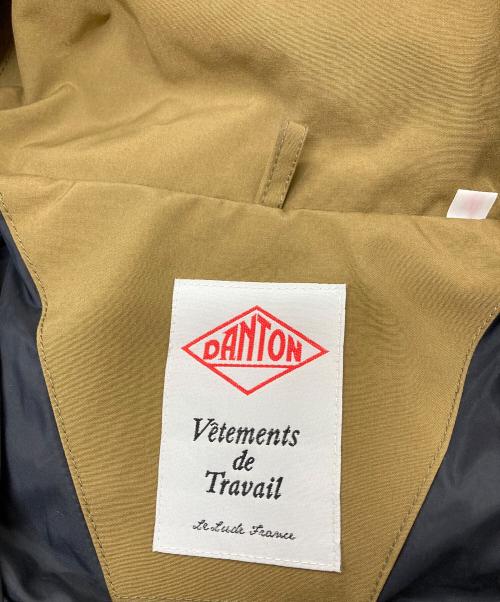 DANTON
Vêtements
de
Travail
Le Lude France